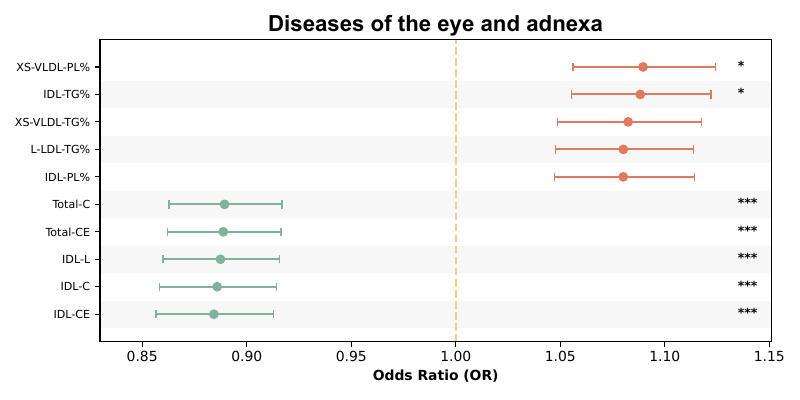 Diseases of the eye and adnexa
XS-VLDL-PL% *
IDL-TG% *
XS-VLDL-TG%
L-LDL-TG%
IDL-PL%
Total-C ***
Total-CE ***
IDL-L ***
IDL-C ***
IDL-CE ***
0.85 0.90 0.95 1.00 1.05 1.10 1.15
Odds Ratio (OR)